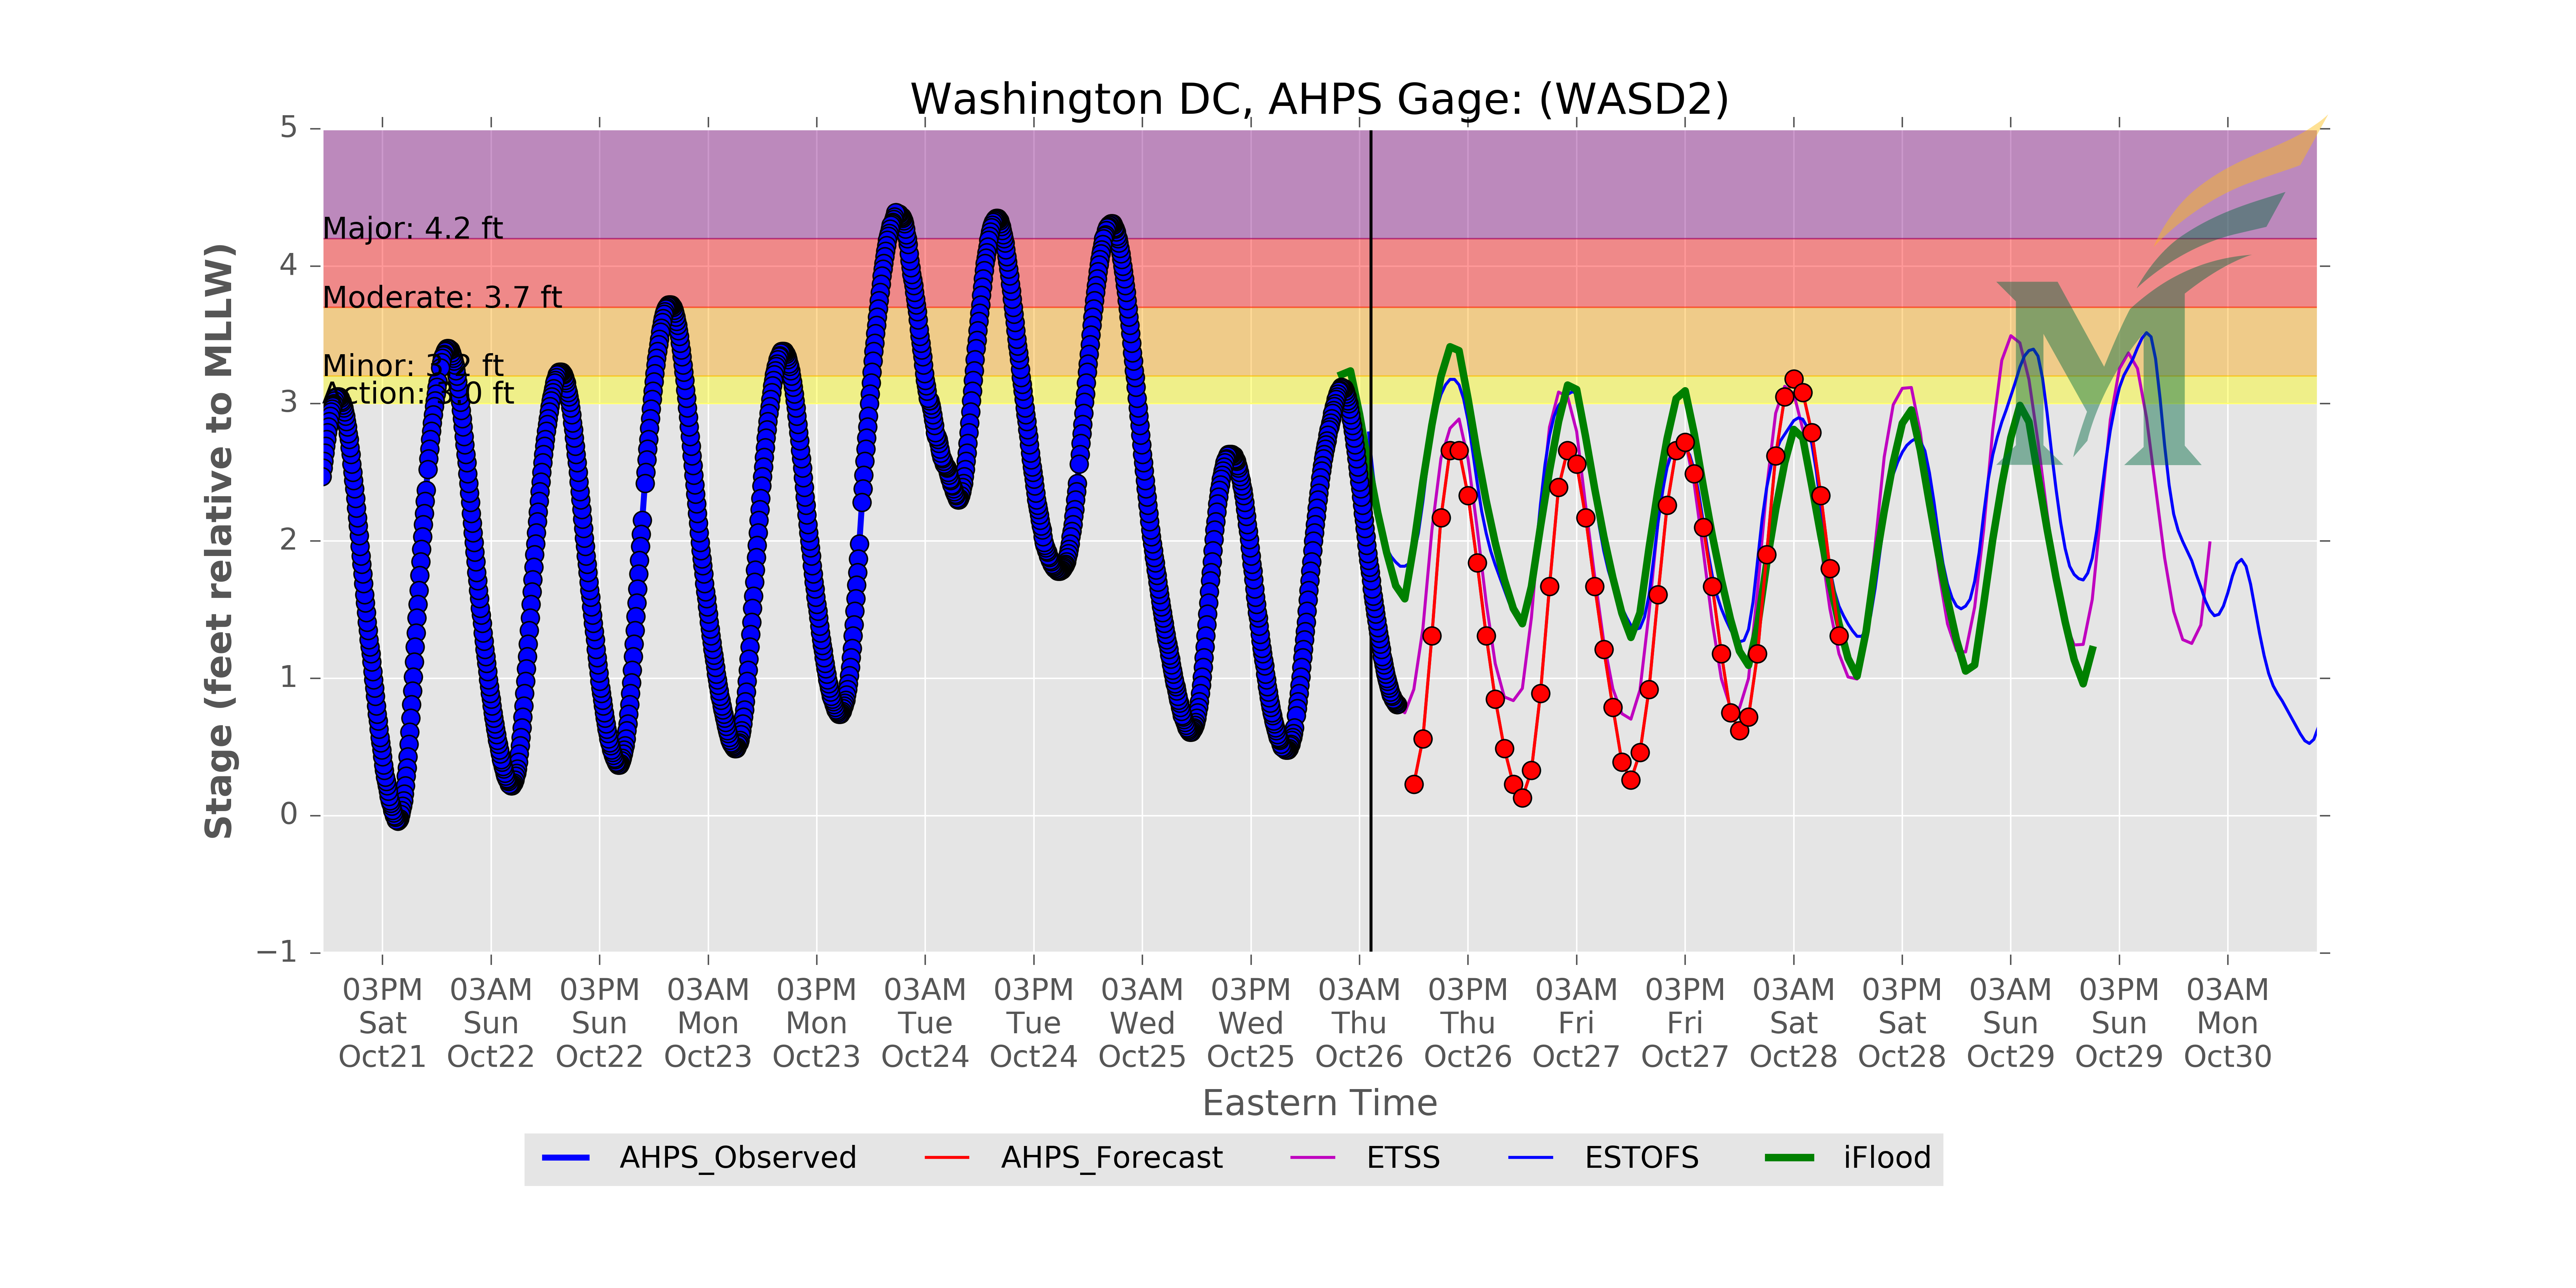 Washington DC, AHPS Gage: (WASD2)
5
4
3
2
1
0
−1
Stage (feet relative to MLLW)
Major: 4.2 ft
Moderate: 3.7 ft
Minor: 3.2 ft
Action: 3.0 ft
03PM 03AM 03PM 03AM 03PM 03AM 03PM 03AM 03PM 03AM 03PM 03AM 03PM 03AM 03PM 03AM 03PM 03AM
Sat Sun Sun Mon Mon Tue Tue Wed Wed Thu Thu Fri Fri Sat Sat Sun Sun Mon
Oct21 Oct22 Oct22 Oct23 Oct23 Oct24 Oct24 Oct25 Oct25 Oct26 Oct26 Oct27 Oct27 Oct28 Oct28 Oct29 Oct29 Oct30
Eastern Time
AHPS_Observed AHPS_Forecast ETSS ESTOFS iFlood